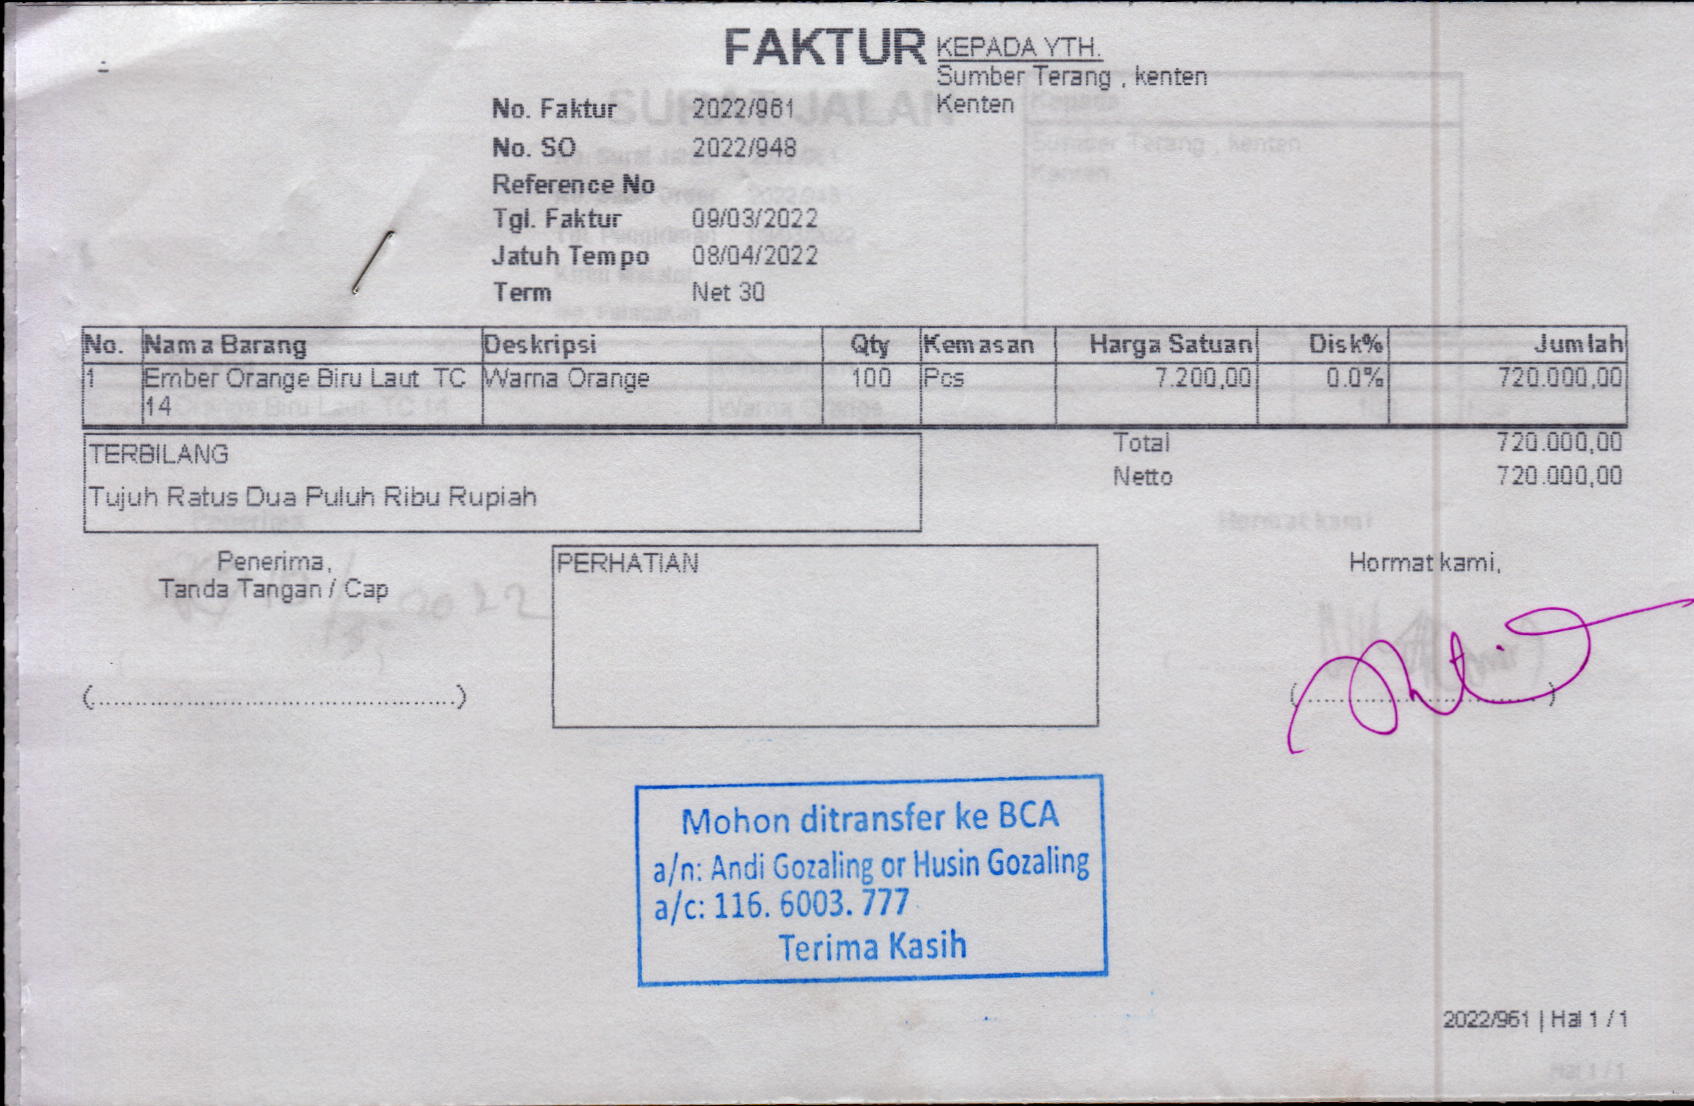 FAKTUR
KEPADA YTH.
Sumber Terang , kenten
Kenten
No. Faktur 2022/961
No. SO 2022/948
Reference No
Tgl. Faktur 09/03/2022
Jatuh Tempo 08/04/2022
Term Net 30
No. Nama Barang Deskripsi Qty Kemasan Harga Satuan Disk% Jumlah
1 Ember Orange Biru Laut TC Warna Orange 100 Pcs 7.200,00 0.0% 720.000,00
14
Total 720.000,00
Netto 720.000,00
TERBILANG
Tujuh Ratus Dua Puluh Ribu Rupiah
Penerima,
Tanda Tangan / Cap
PERHATIAN
Hormat kami,
Mohon ditransfer ke BCA
a/n: Andi Gozaling or Husin Gozaling
a/c: 116. 6003. 777
Terima Kasih
2022/961 | Hal 1 / 1